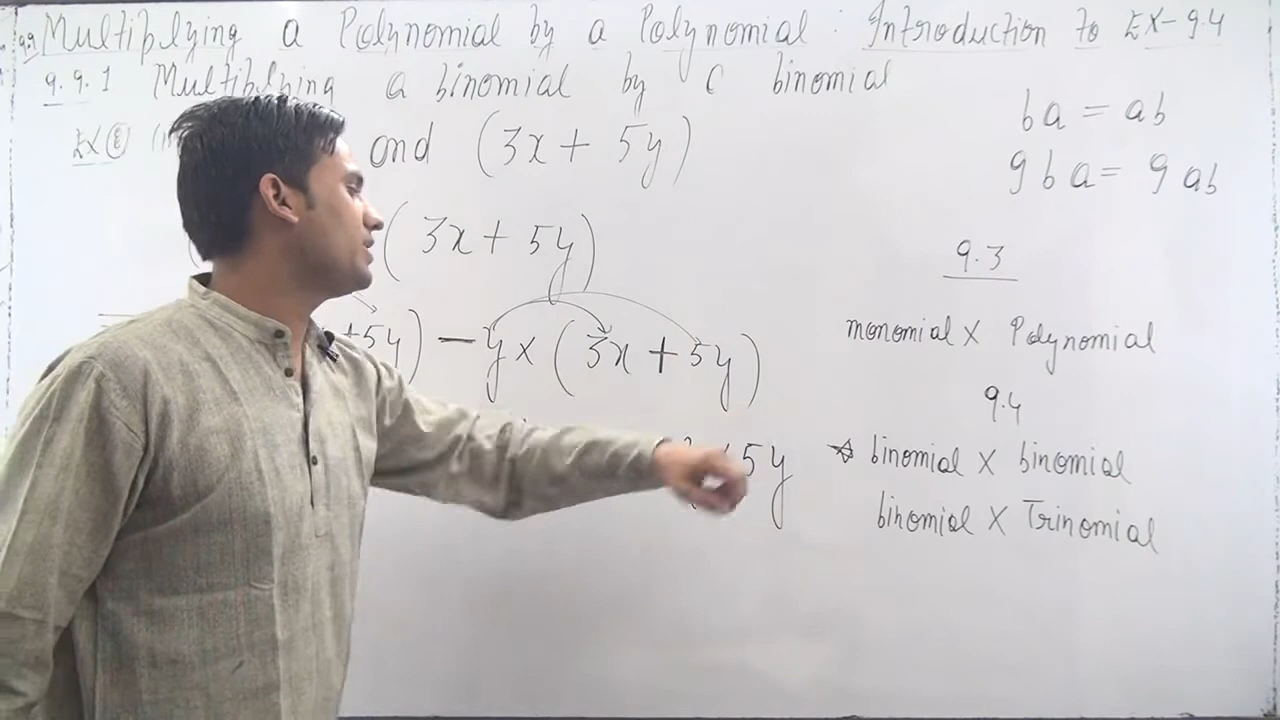 9.9 Multiplying a Polynomial by a Polynomial : Introduction to EX-9.4
9.9.1 Multiplying a binomial by C binomial
EX and (3x + 5y)
(3x + 5y)
+5y) - y × (3x + 5y)
5y
ba = ab
9ba = 9ab
9.3
monomial × Polynomial
9.4
☆ binomial × binomial
binomial × Trinomial